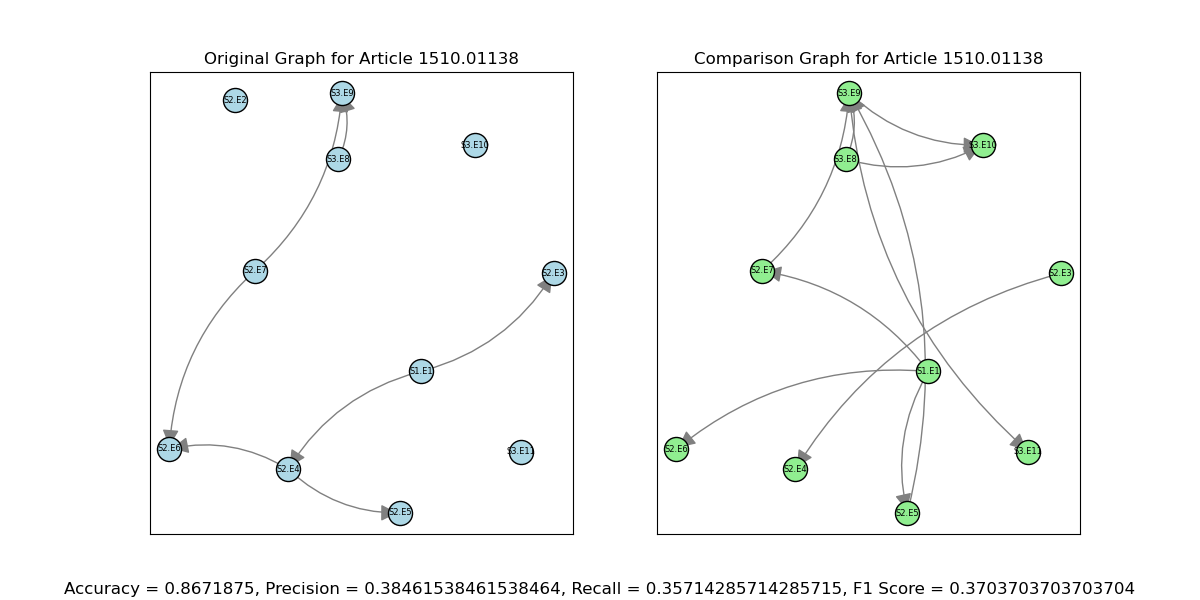 Original Graph for Article 1510.01138
Comparison Graph for Article 1510.01138
S2.E2
S3.E9
S3.E10
S3.E8
S2.E7
S2.E3
S1.E1
S2.E6
S2.E4
S3.E11
S2.E5
S3.E9
S3.E10
S3.E8
S2.E7
S2.E3
S1.E1
S2.E6
S2.E4
S3.E11
S2.E5
Accuracy = 0.8671875, Precision = 0.38461538461538464, Recall = 0.35714285714285715, F1 Score = 0.3703703703703704